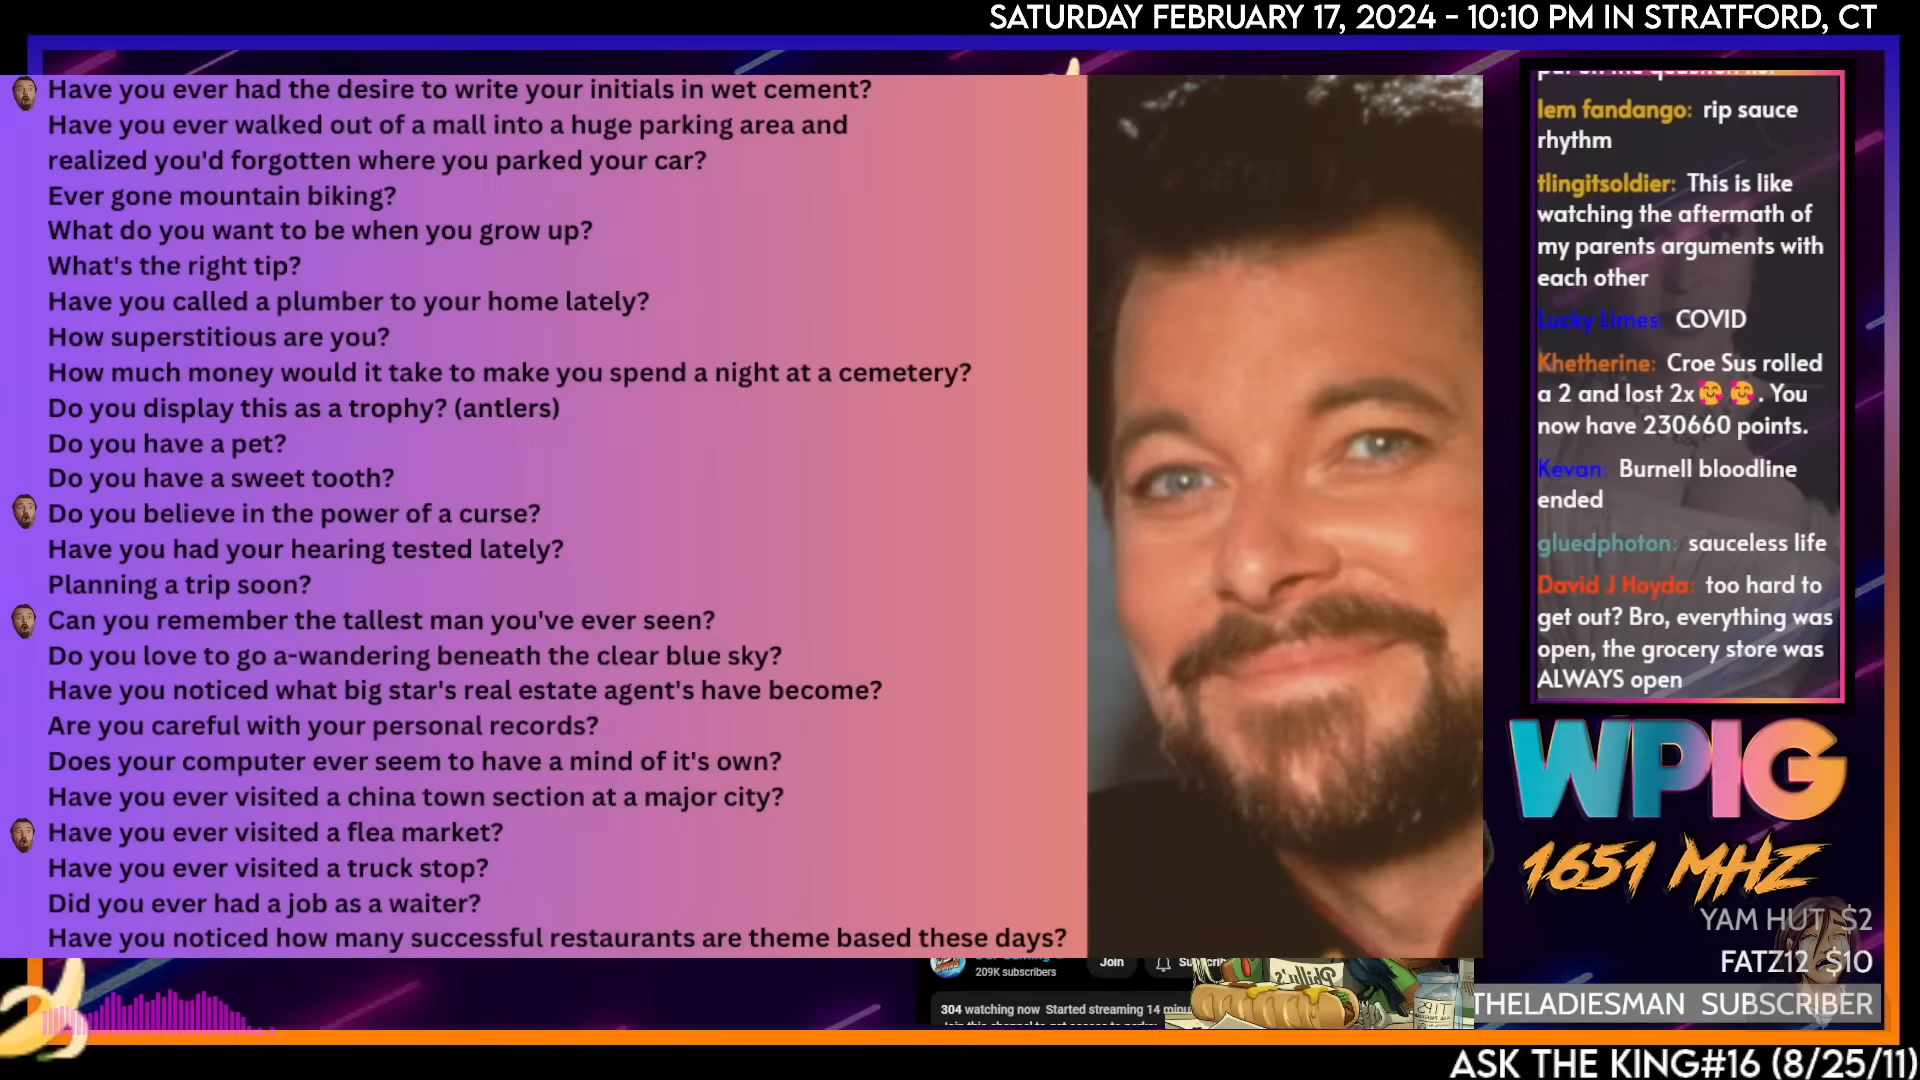 SATURDAY FEBRUARY 17, 2024 - 10:10 PM IN STRATFORD, CT
Have you ever had the desire to write your initials in wet cement?
Have you ever walked out of a mall into a huge parking area and
realized you'd forgotten where you parked your car?
Ever gone mountain biking?
What do you want to be when you grow up?
What's the right tip?
Have you called a plumber to your home lately?
How superstitious are you?
How much money would it take to make you spend a night at a cemetery?
Do you display this as a trophy? (antlers)
Do you have a pet?
Do you have a sweet tooth?
Do you believe in the power of a curse?
Have you had your hearing tested lately?
Planning a trip soon?
Can you remember the tallest man you've ever seen?
Do you love to go a-wandering beneath the clear blue sky?
Have you noticed what big star's real estate agent's have become?
Are you careful with your personal records?
Does your computer ever seem to have a mind of it's own?
Have you ever visited a china town section at a major city?
Have you ever visited a flea market?
Have you ever visited a truck stop?
Did you ever had a job as a waiter?
Have you noticed how many successful restaurants are theme based these days?
lem fandango: rip sauce
rhythm
tlingitsoldier: This is like
watching the aftermath of
my parents arguments with
each other
Lucky Limes: COVID
Khetherine: Croe Sus rolled
a 2 and lost 2x🥰 🥰. You
now have 230660 points.
Kevan: Burnell bloodline
ended
gluedphoton: sauceless life
David J Hoyda: too hard to
get out? Bro, everything was
open, the grocery store was
ALWAYS open
WPIG
1651 MHZ
YAM HUT $2
FATZ12 $10
THELADIESMAN SUBSCRIBER
209K subscribers
Join
304 watching now Started streaming 14
Philly's
TIPS
ASK THE KING#16 (8/25/11)